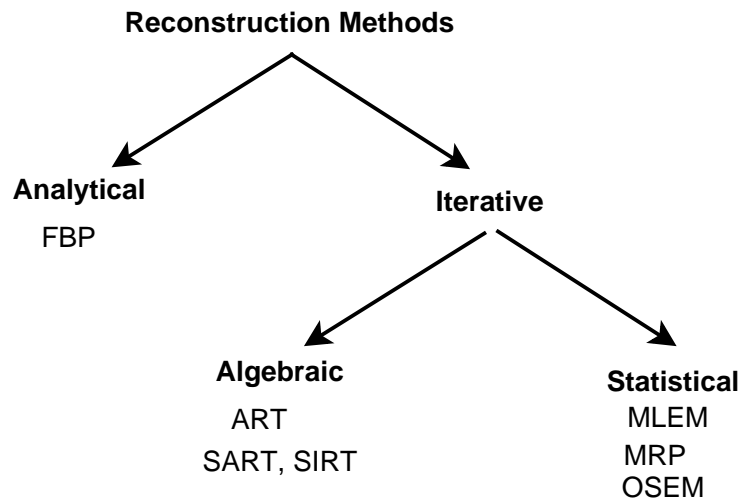 Reconstruction Methods
Analytical
FBP
Iterative
Algebraic
ART
SART, SIRT
Statistical
MLEM
MRP
OSEM